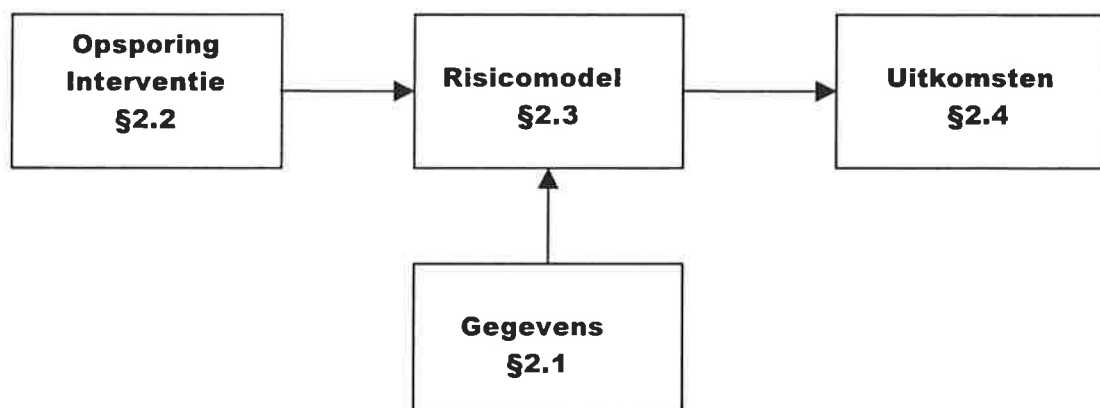 Opsporing
Interventie
§2.2
Risicomodel
§2.3
Uitkomsten
§2.4
Gegevens
§2.1